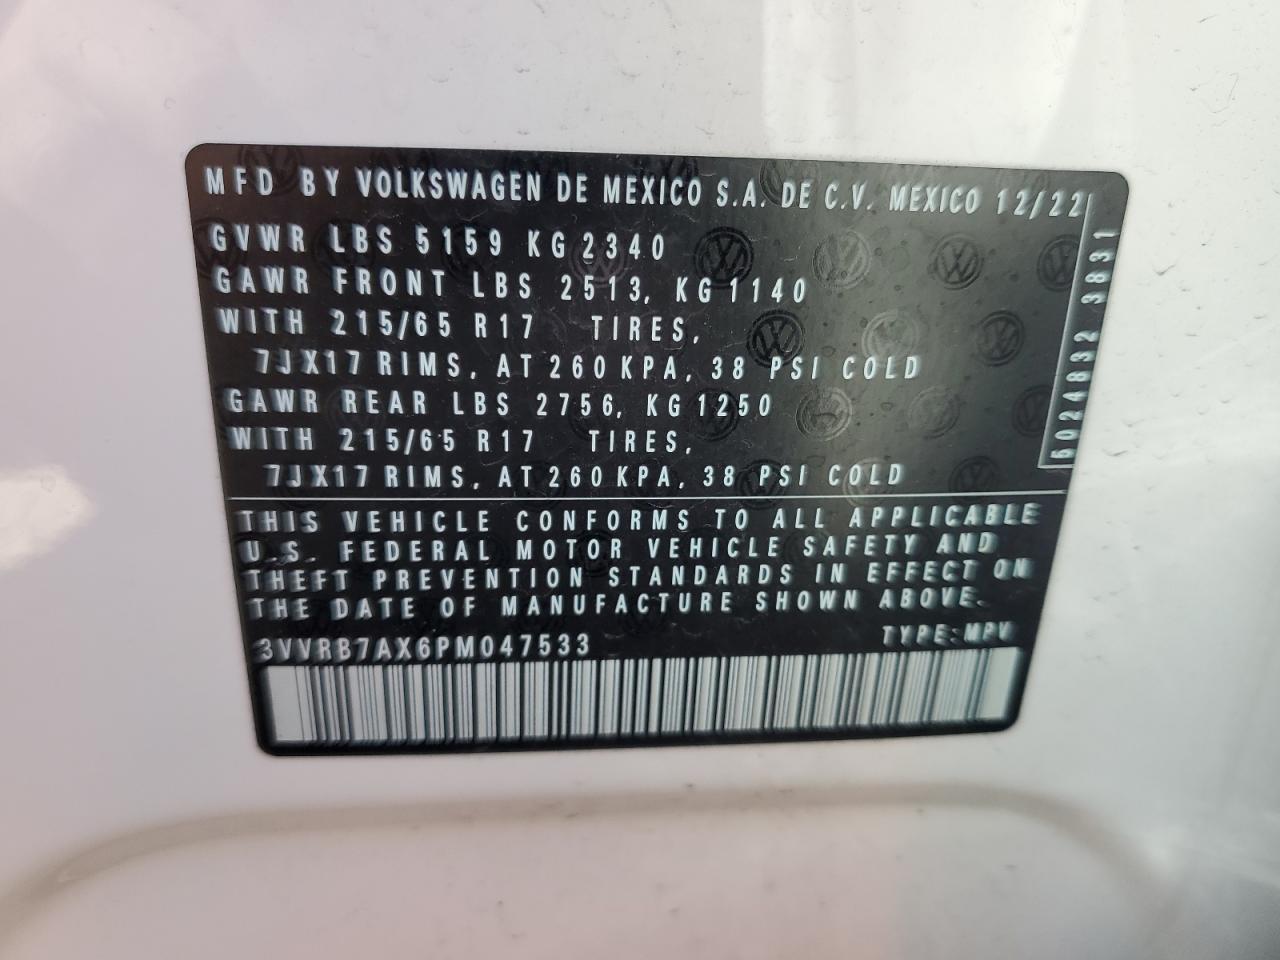 MFD BY VOLKSWAGEN DE MEXICO S.A. DE C.V. MEXICO 12/22
GVWR LBS 5159 KG 2340
GAWR FRONT LBS 2513, KG 1140
WITH 215/65 R17 TIRES,
7JX17 RIMS, AT 260 KPA, 38 PSI COLD
GAWR REAR LBS 2756, KG 1250
WITH 215/65 R17 TIRES,
7JX17 RIMS, AT 260 KPA, 38 PSI COLD
5024832 3831
THIS VEHICLE CONFORMS TO ALL APPLICABLE
U.S. FEDERAL MOTOR VEHICLE SAFETY AND
THEFT PREVENTION STANDARDS IN EFFECT ON
THE DATE OF MANUFACTURE SHOWN ABOVE.
3VVRB7AX6PM047533 TYPE: MPV